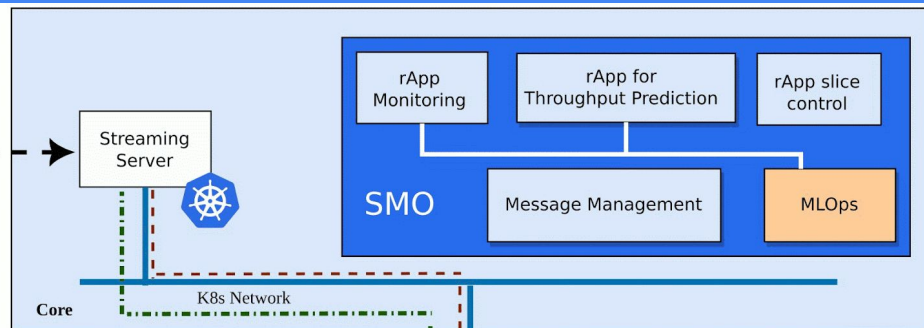 rApp
Monitoring
rApp for
Throughput Prediction
rApp slice
control
Streaming
Server
SMO
Message Management
MLOps
K8s Network
Core